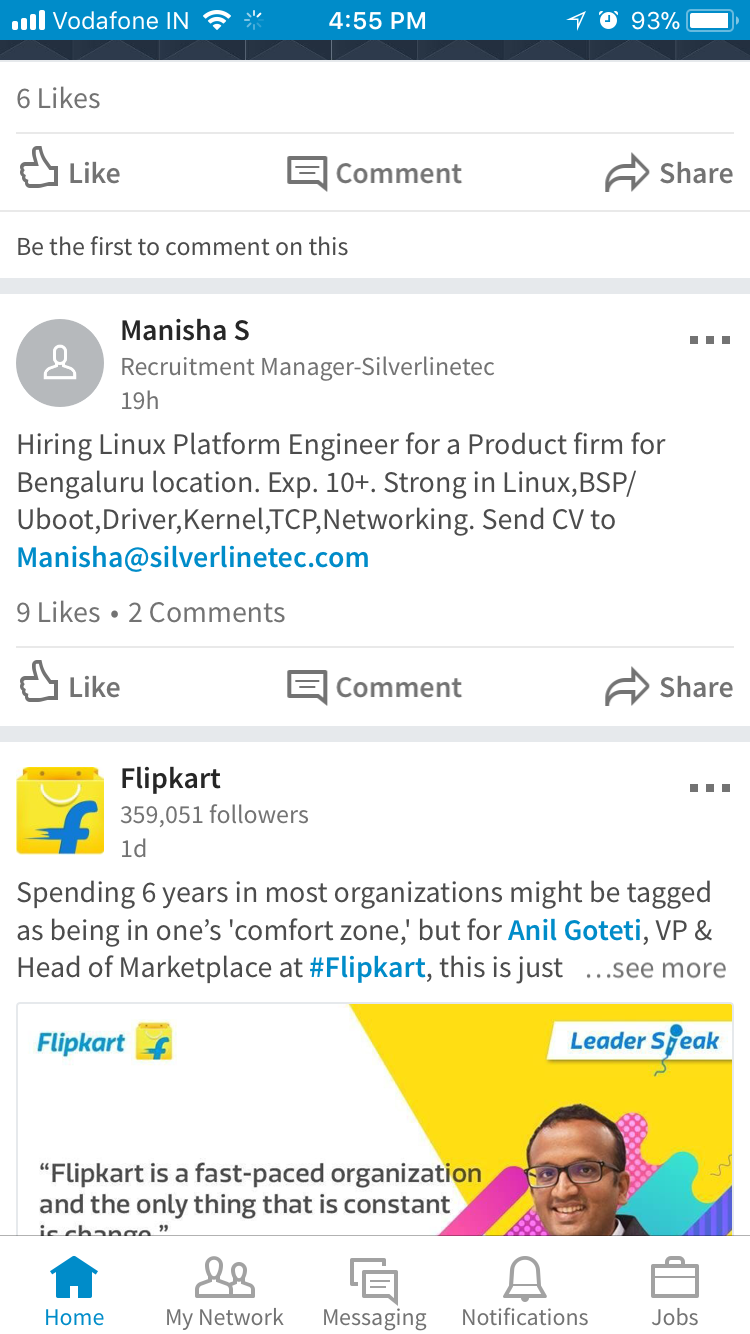 Vodafone IN 4:55 PM 93%
6 Likes
Like Comment Share
Be the first to comment on this
Manisha S
Recruitment Manager-Silverlinetec
19h
Hiring Linux Platform Engineer for a Product firm for
Bengaluru location. Exp. 10+. Strong in Linux,BSP/
Uboot,Driver,Kernel,TCP,Networking. Send CV to
Manisha@silverlinetec.com
9 Likes • 2 Comments
Like Comment Share
Flipkart
359,051 followers
1d
Spending 6 years in most organizations might be tagged
as being in one’s 'comfort zone,' but for Anil Goteti, VP &
Head of Marketplace at #Flipkart, this is just ...see more
Flipkart Leader Speak
“Flipkart is a fast-paced organization
and the only thing that is constant
is change.”
Home My Network Messaging Notifications Jobs